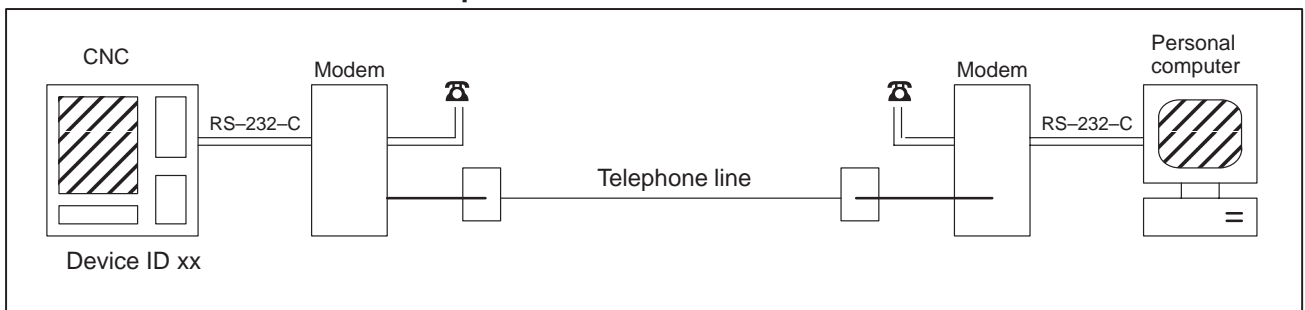 CNC
Modem
RS–232–C
Telephone line
Modem
RS–232–C
Personal
computer
Device ID xx